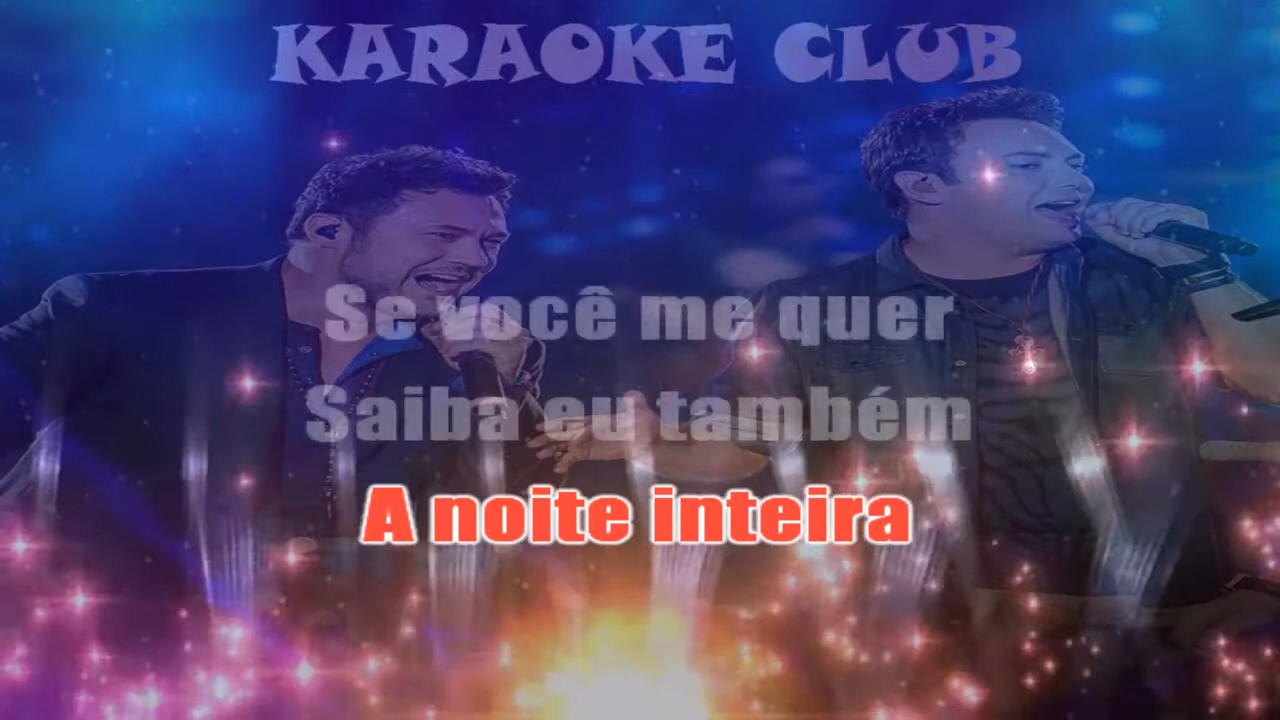 KARAOKE CLUB
Se você me quer
Saiba eu também
A noite inteira